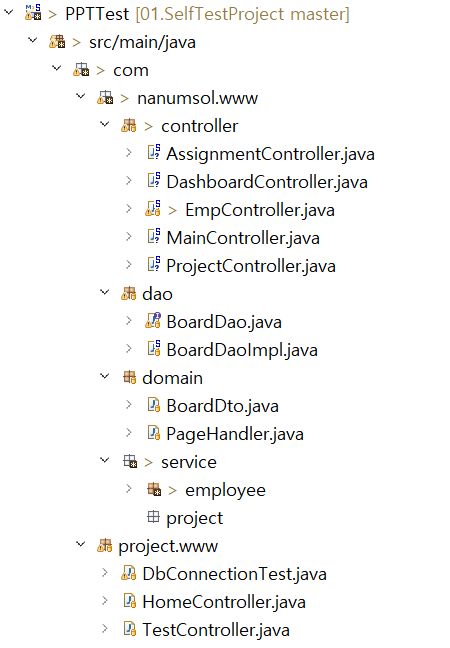 > PPTTest [01.SelfTestProject master]
> src/main/java
> com
> nanumsol.www
> controller
AssignmentController.java
DashboardController.java
> EmpController.java
MainController.java
ProjectController.java
dao
BoardDao.java
BoardDaoImpl.java
domain
BoardDto.java
PageHandler.java
> service
> employee
project
project.www
DbConnectionTest.java
HomeController.java
TestController.java